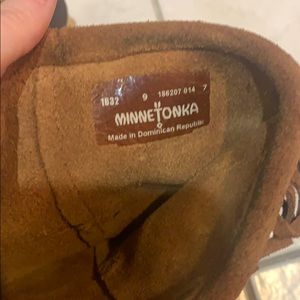 1632 9 186207 014 7
MINNETONKA
Made in Dominican Republic